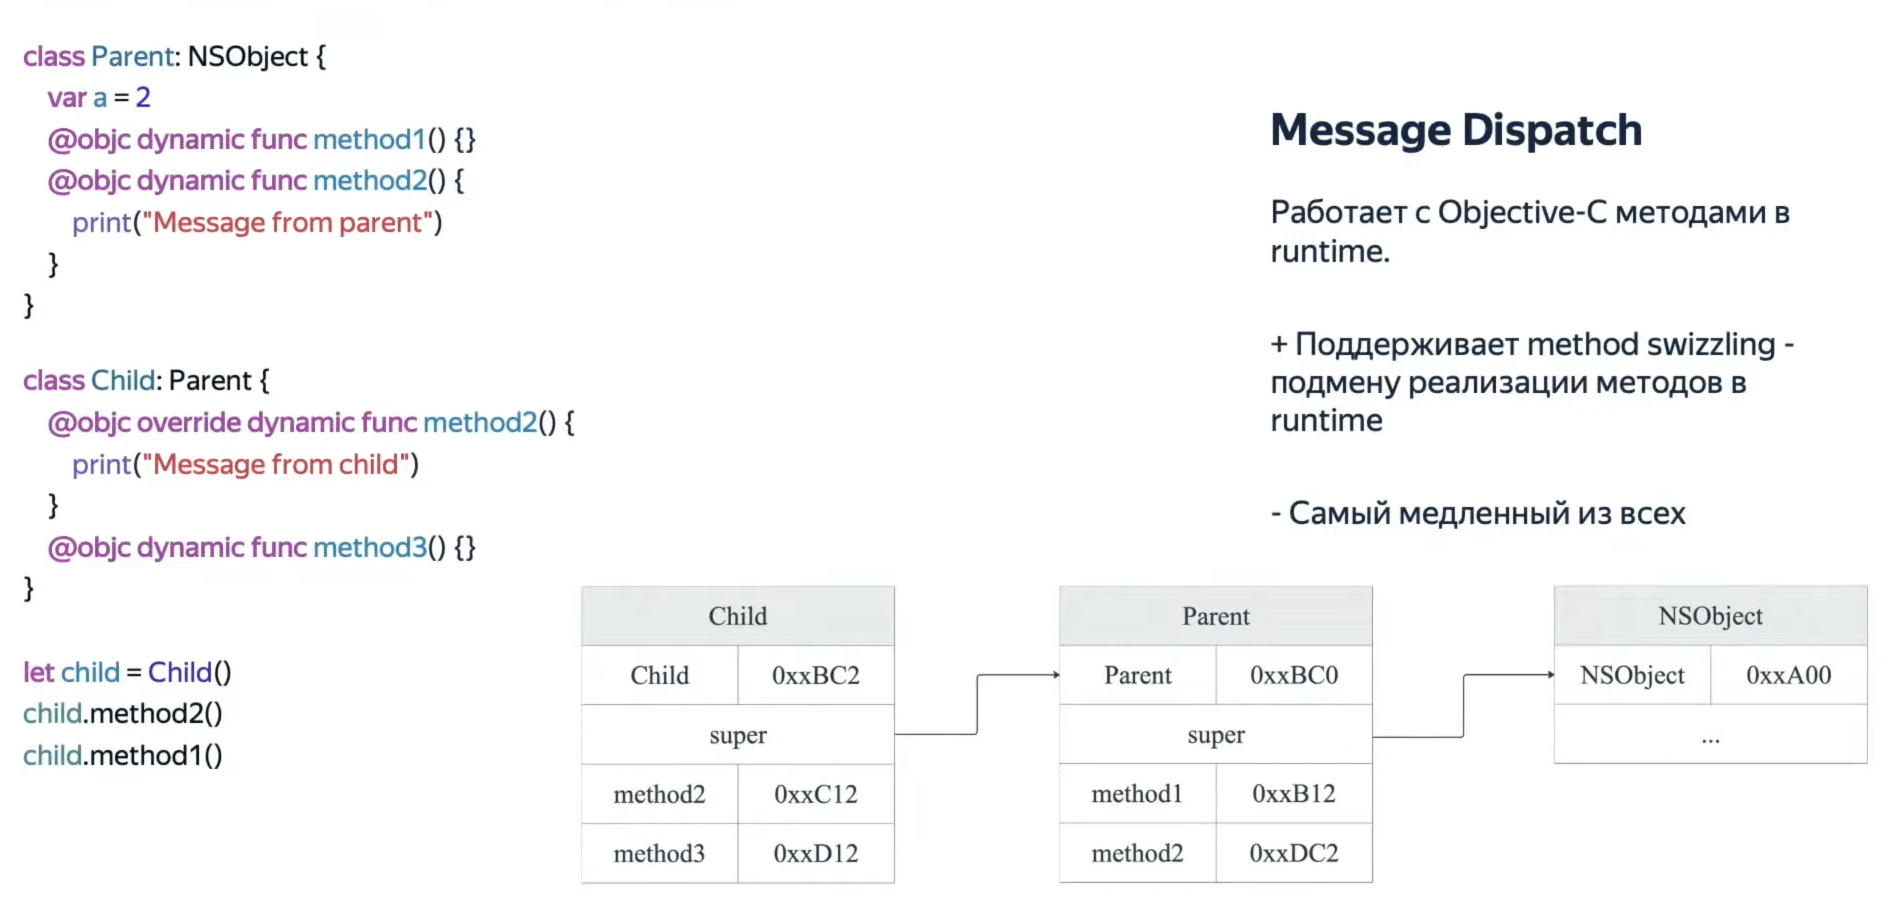 class Parent: NSObject {
var a = 2
@objc dynamic func method1() {}
@objc dynamic func method2() {
print("Message from parent")
}
}
class Child: Parent {
@objc override dynamic func method2() {
print("Message from child")
}
@objc dynamic func method3() {}
}
let child = Child()
child.method2()
child.method1()
Message Dispatch
Работает с Objective-C методами в
runtime.
+ Поддерживает method swizzling -
подмену реализации методов в
runtime
- Самый медленный из всех
Child
Child 0xxBC2
super
method2 0xxC12
method3 0xxD12
Parent
Parent 0xxBC0
super
method1 0xxB12
method2 0xxDC2
NSObject
NSObject 0xxA00
...